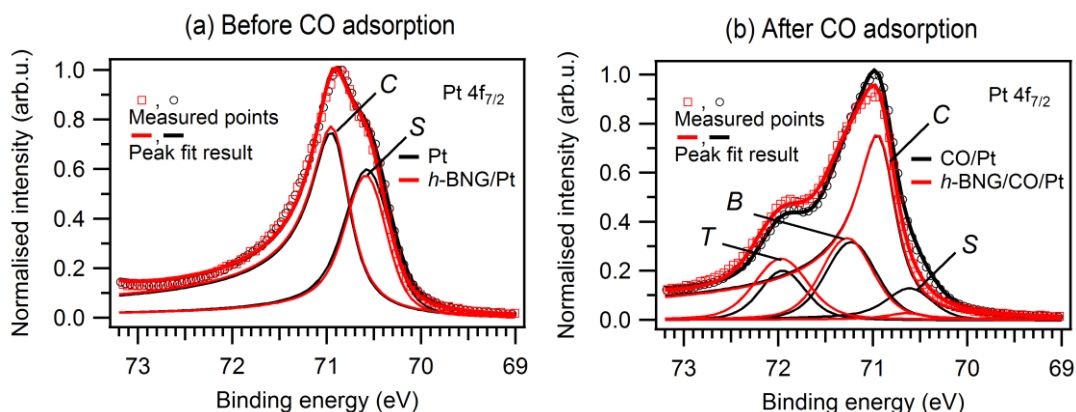 (a) Before CO adsorption
Normalised intensity (arb.u.)
1.0
0.8
0.6
0.4
0.2
0.0
C
Pt 4f7/2
, 
Measured points
,
Peak fit result
S
Pt
h-BNG/Pt
73 72 71 70 69
Binding energy (eV)
(b) After CO adsorption
Normalised intensity (arb.u.)
1.0
0.8
0.6
0.4
0.2
0.0
,
Measured points
,
Peak fit result
Pt 4f7/2
C
CO/Pt
h-BNG/CO/Pt
B
T
S
73 72 71 70 69
Binding energy (eV)